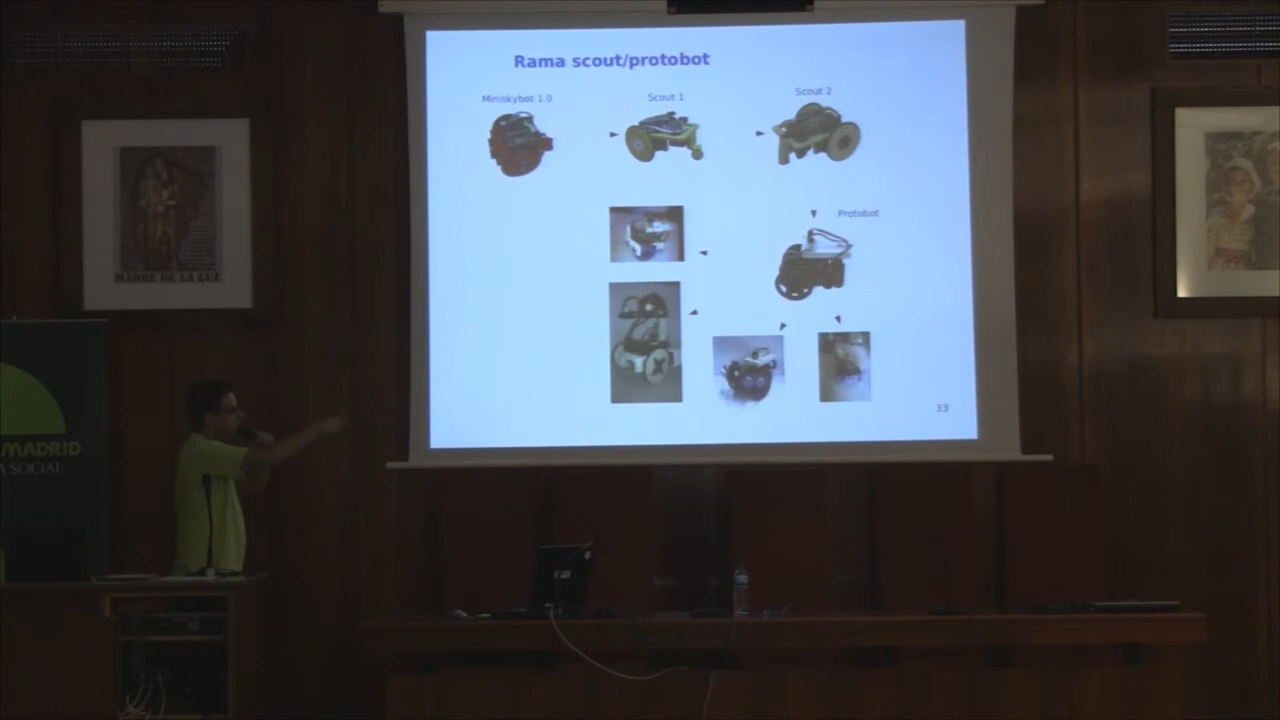 Rama scout/protobot
Miniskybot 1.0
Scout 1
Scout 2
Protobot
33
MADRE DE LA LUZ
MADRID
A SOCIAL